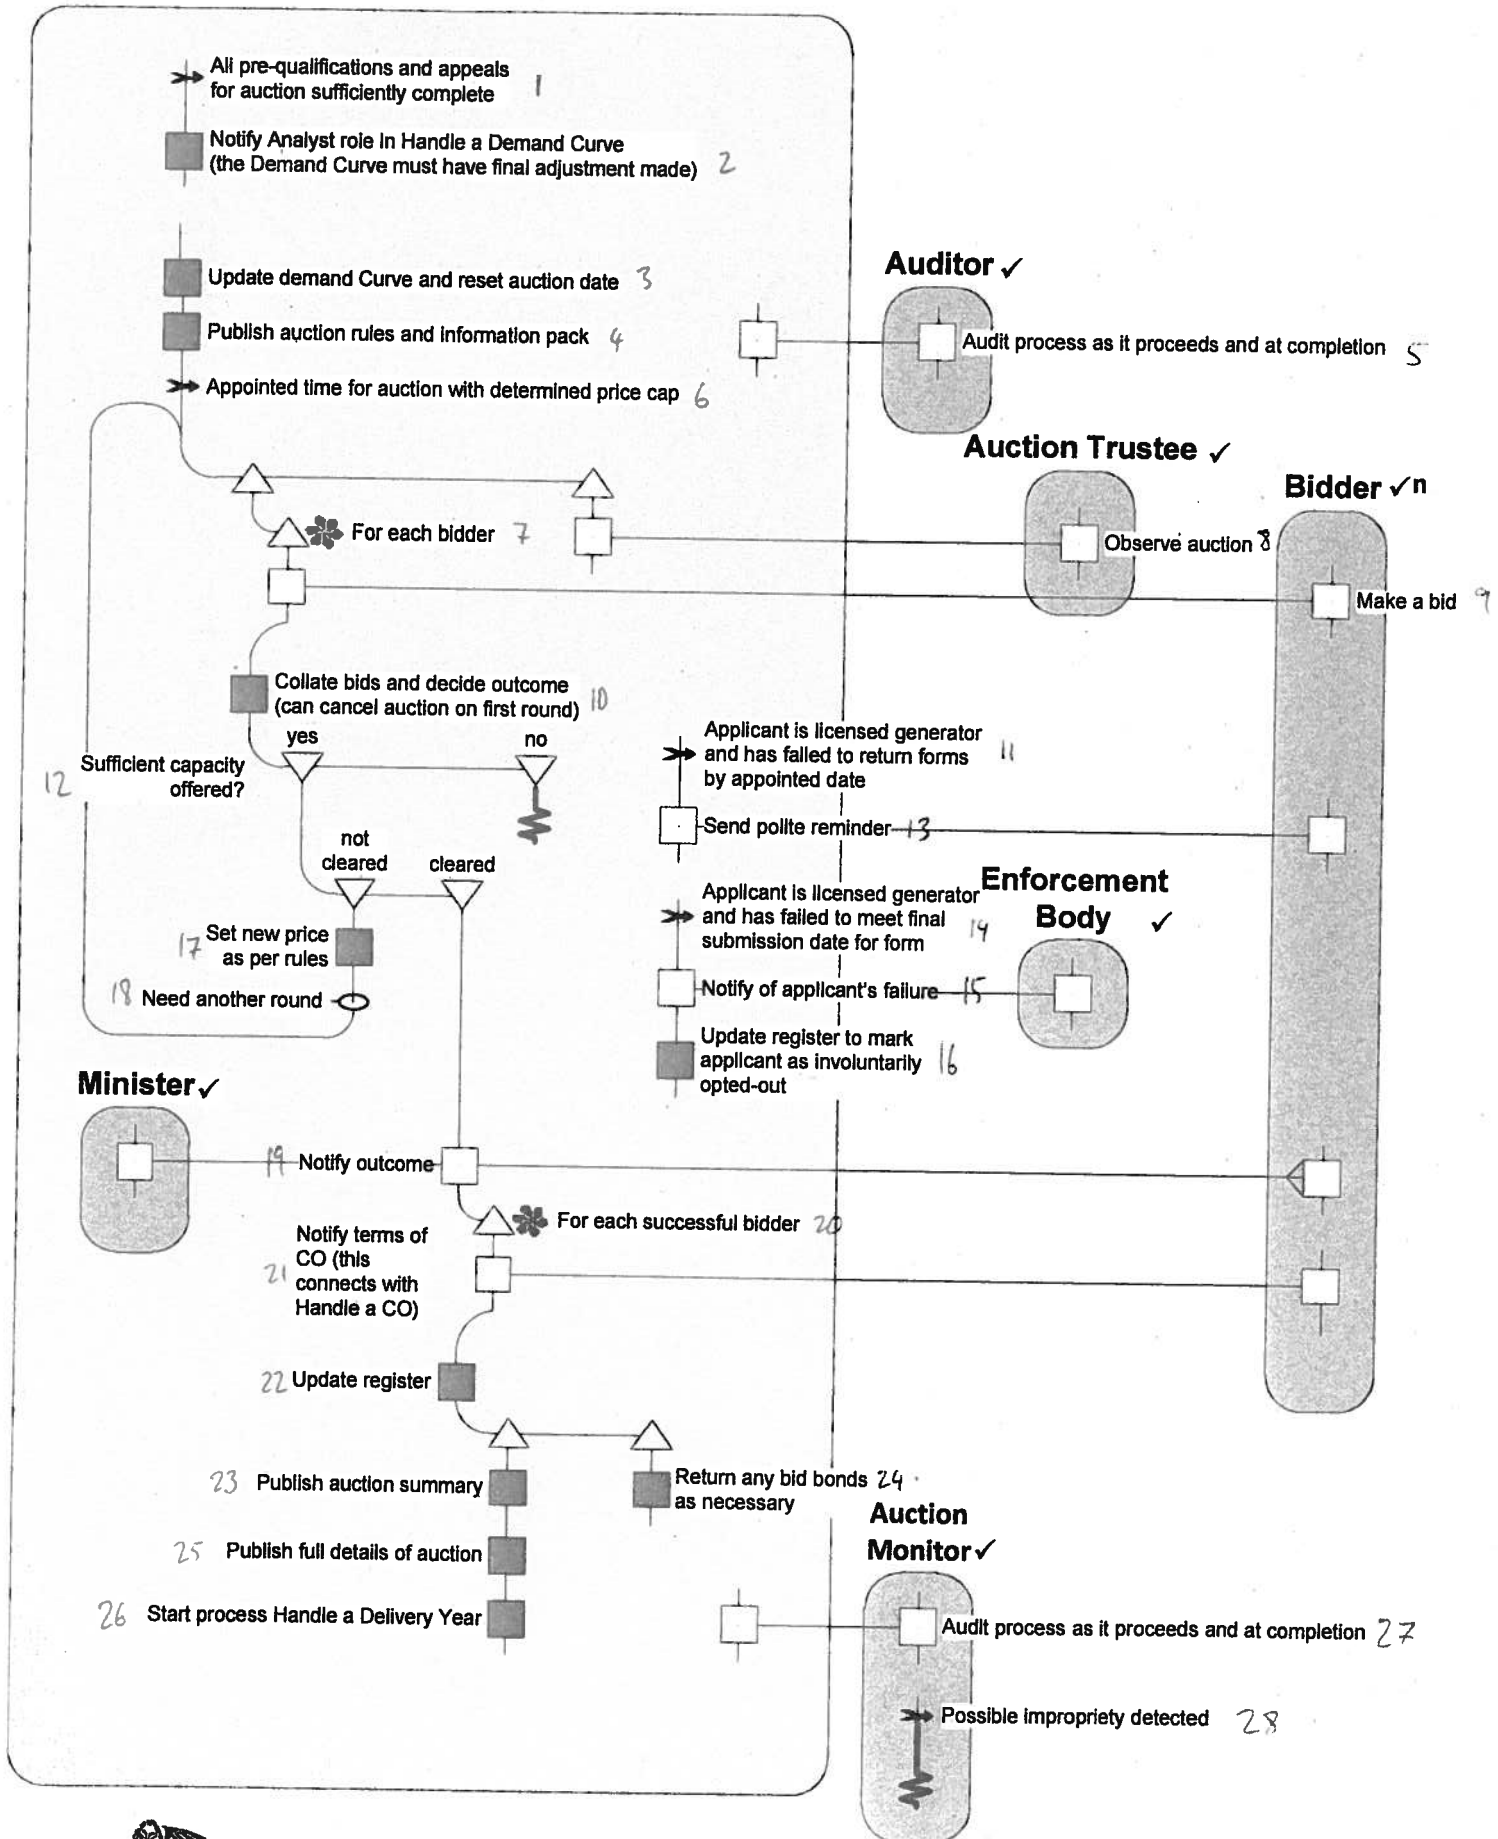 All pre-qualifications and appeals
for auction sufficiently complete 1
Notify Analyst role in Handle a Demand Curve
(the Demand Curve must have final adjustment made) 2
Update demand Curve and reset auction date 3
Publish auction rules and information pack 4
Auditor ✓
Audit process as it proceeds and at completion 5
Appointed time for auction with determined price cap 6
Auction Trustee ✓
Bidder ✓n
For each bidder 7
Observe auction 8
Make a bid 9
Collate bids and decide outcome
(can cancel auction on first round) 10
yes
no
12 Sufficient capacity
offered?
Applicant is licensed generator
and has failed to return forms 11
by appointed date
Send polite reminder 13
not
cleared
cleared
Applicant is licensed generator
and has failed to meet final
submission date for form 14
Enforcement
Body ✓
17 Set new price
as per rules
18 Need another round
Notify of applicant's failure 15
Update register to mark
applicant as involuntarily 16
opted-out
Minister ✓
19 Notify outcome
For each successful bidder 20
Notify terms of
CO (this
21 connects with
Handle a CO)
22 Update register
23 Publish auction summary
Return any bid bonds 24
as necessary
25 Publish full details of auction
26 Start process Handle a Delivery Year
Auction
Monitor ✓
Audit process as it proceeds and at completion 27
Possible impropriety detected 28